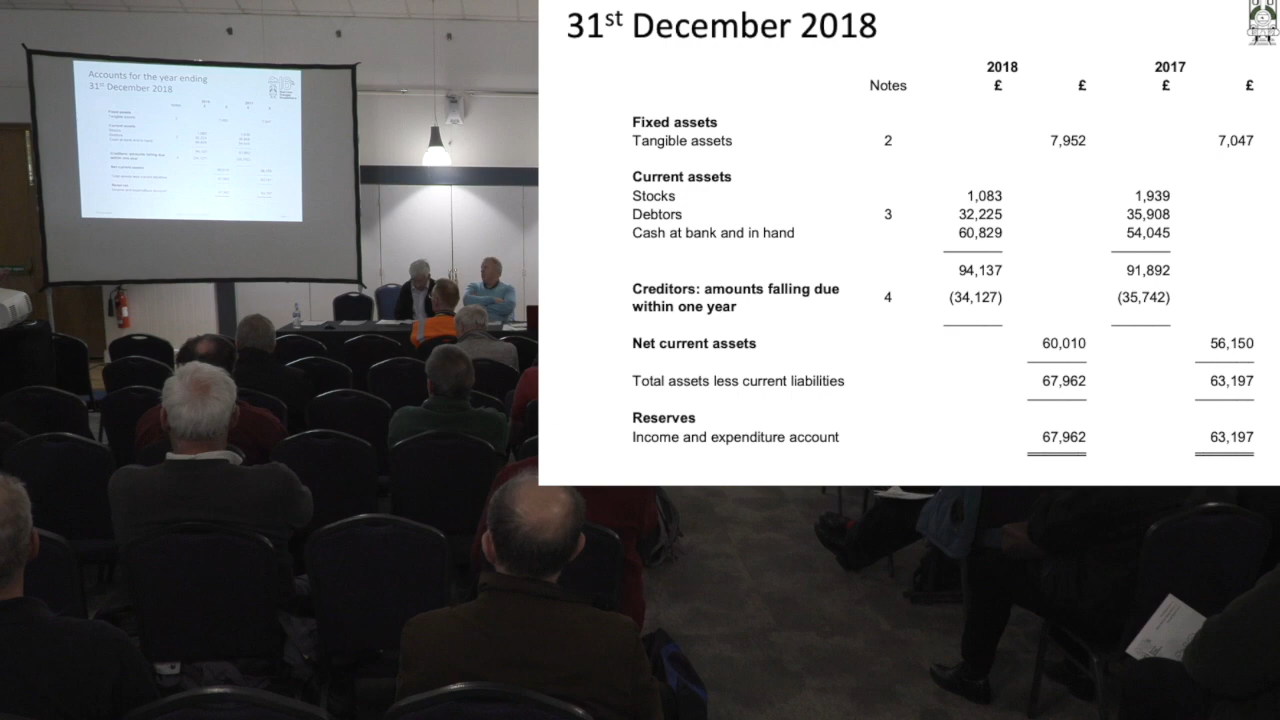 Accounts for the year ending
31st December 2018
31st December 2018
2018 2017
Notes £ £ £ £
Fixed assets
Tangible assets 2 7,952 7,047
Current assets
Stocks 1,083 1,939
Debtors 3 32,225 35,908
Cash at bank and in hand 60,829 54,045
94,137 91,892
Creditors: amounts falling due
within one year 4 (34,127) (35,742)
Net current assets 60,010 56,150
Total assets less current liabilities 67,962 63,197
Reserves
Income and expenditure account 67,962 63,197